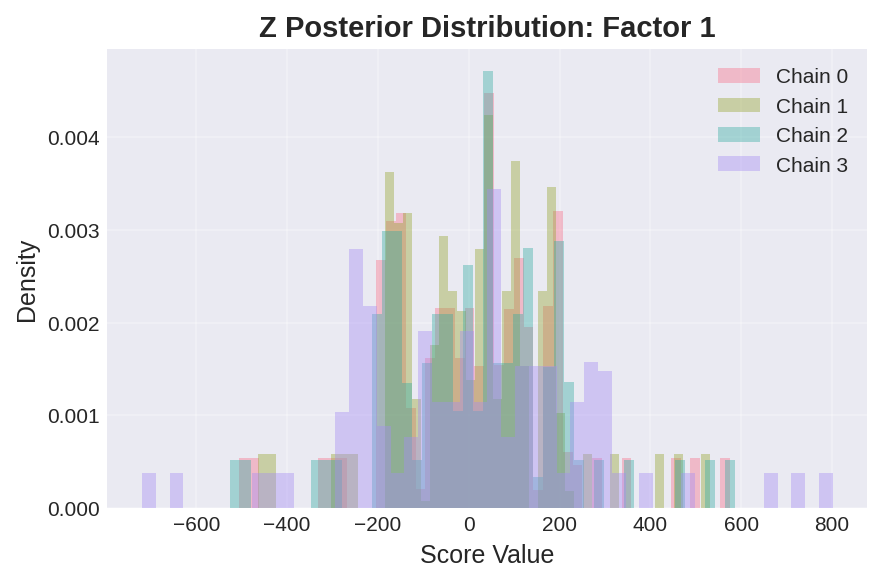 Z Posterior Distribution: Factor 1
Chain 0
Chain 1
Chain 2
Chain 3
0.004
0.003
0.002
0.001
0.000
Density
−600 −400 −200 0 200 400 600 800
Score Value